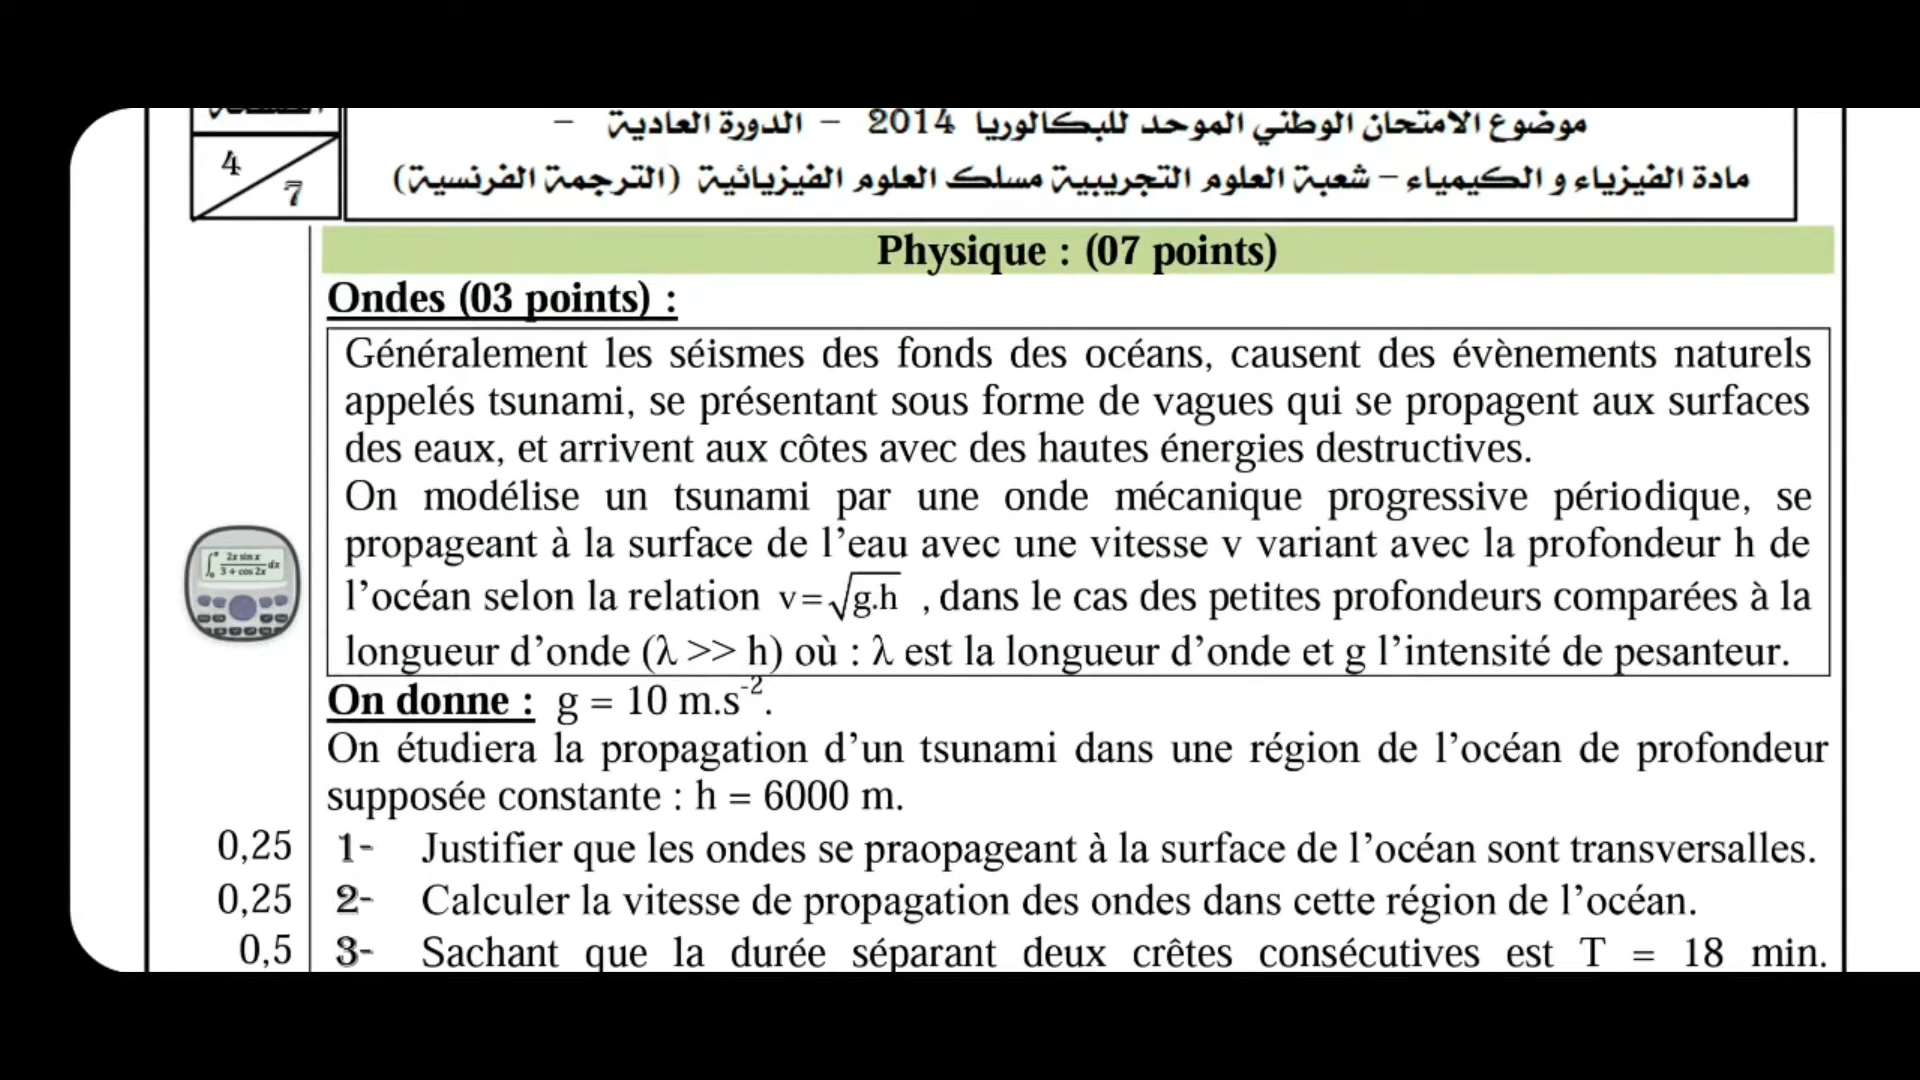 موضوع الامتحان الوطني الموحد للبكالوريا 2014 – الدورة العادية –
مادة الفيزياء و الكيمياء – شعبة العلوم التجريبية مسلك العلوم الفيزيائية (الترجمة الفرنسية)
4
7
Physique : (07 points)
Ondes (03 points) :
Généralement les séismes des fonds des océans, causent des évènements naturels
appelés tsunami, se présentant sous forme de vagues qui se propagent aux surfaces
des eaux, et arrivent aux côtes avec des hautes énergies destructives.
On modélise un tsunami par une onde mécanique progressive périodique, se
propageant à la surface de l’eau avec une vitesse v variant avec la profondeur h de
l’océan selon la relation v=√g.h , dans le cas des petites profondeurs comparées à la
longueur d’onde (λ >> h) où : λ est la longueur d’onde et g l’intensité de pesanteur.
∫₀^π 2x sin x / 3 + cos 2x dx
On donne : g = 10 m.s⁻².
On étudiera la propagation d’un tsunami dans une région de l’océan de profondeur
supposée constante : h = 6000 m.
0,25 1- Justifier que les ondes se praopageant à la surface de l’océan sont transversalles.
0,25 2- Calculer la vitesse de propagation des ondes dans cette région de l’océan.
0,5 3- Sachant que la durée séparant deux crêtes consécutives est T = 18 min.